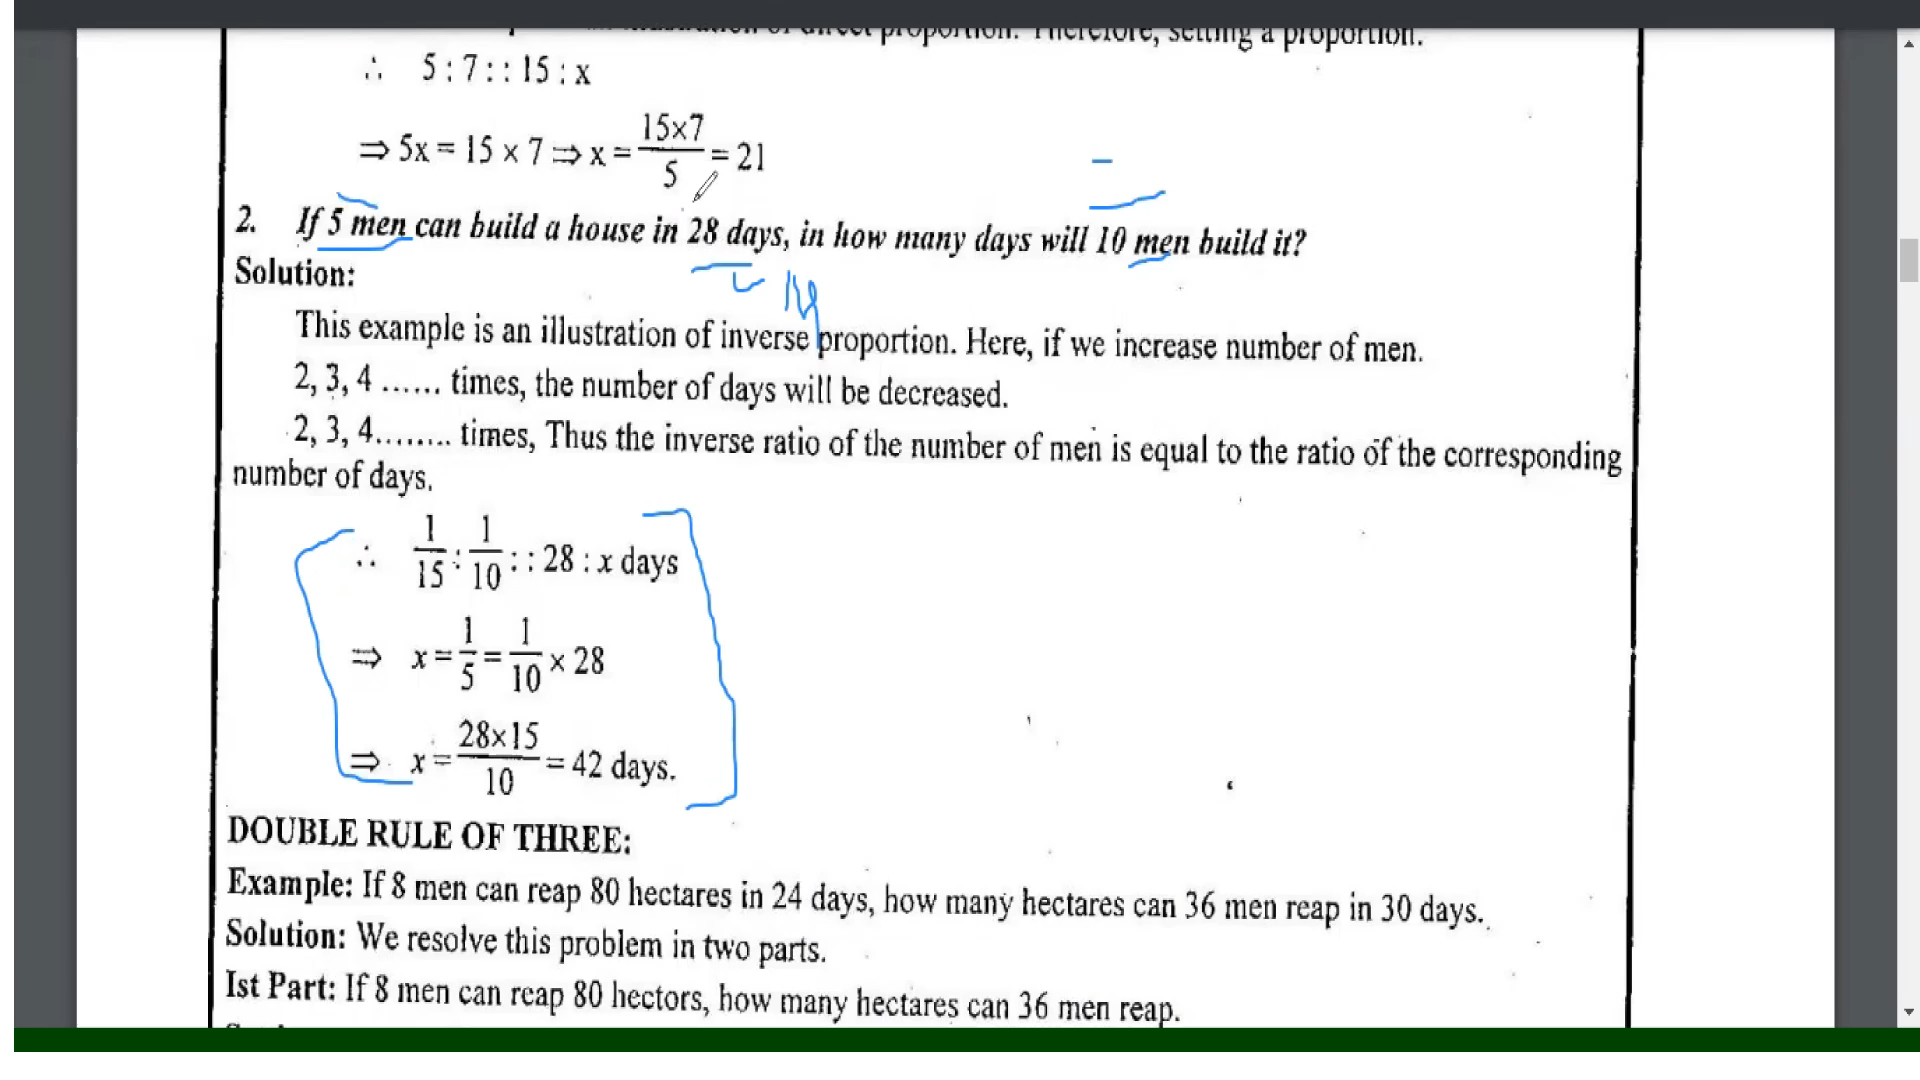 direct proportion. Therefore, setting a proportion.
∴ 5 : 7 : : 15 : x
⇒ 5x = 15 × 7 ⇒ x = 15×7/5 = 21
2. If 5 men can build a house in 28 days, in how many days will 10 men build it?
Solution:
14
This example is an illustration of inverse proportion. Here, if we increase number of men.
2, 3, 4 ...... times, the number of days will be decreased.
2, 3, 4........ times, Thus the inverse ratio of the number of men is equal to the ratio of the corresponding
number of days.
∴ 1/15 : 1/10 : : 28 : x days
⇒ x = 1/5 = 1/10 × 28
⇒ x = 28×15/10 = 42 days.
DOUBLE RULE OF THREE:
Example: If 8 men can reap 80 hectares in 24 days, how many hectares can 36 men reap in 30 days.
Solution: We resolve this problem in two parts.
Ist Part: If 8 men can reap 80 hectors, how many hectares can 36 men reap.